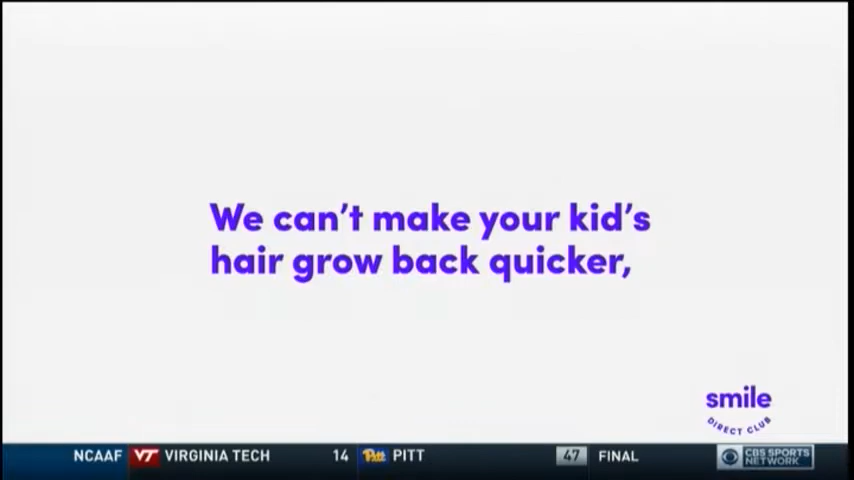 We can't make your kid's
hair grow back quicker,
smile
DIRECT CLUB
NCAAF VT VIRGINIA TECH 14 Pitt PITT 47 FINAL CBS SPORTS NETWORK